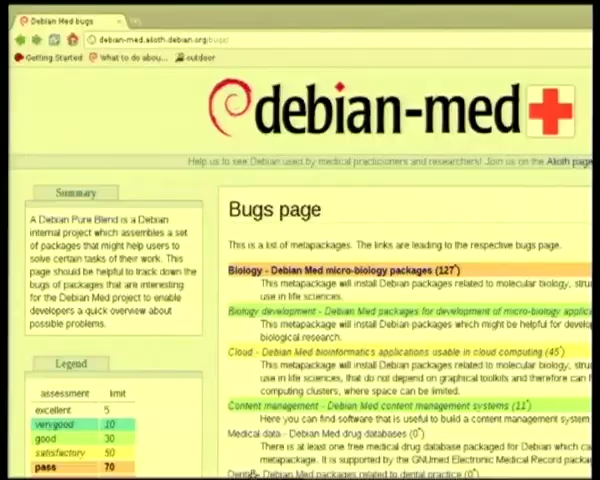 Debian Med bugs
debian-med.alioth.debian.org/bugs/
Getting Started What to do abou... outdoor
debian-med
Help us to see Debian used by medical practitioners and researchers! Join us on the Alioth page
Summary
A Debian Pure Blend is a Debian
internal project which assembles a set
of packages that might help users to
solve certain tasks of their work. This
page should be helpful to track down the
bugs of packages that are interesting
for the Debian Med project to enable
developers a quick overview about
possible problems.
Legend
assessment limit
excellent 5
verygood 10
good 30
satisfactory 50
pass 70
Bugs page
This is a list of metapackages. The links are leading to the respective bugs page.
Biology - Debian Med micro-biology packages (127*)
This metapackage will install Debian packages related to molecular biology, stru
use in life sciences.
Biology development - Debian Med packages for development of micro-biology applic
This metapackage will install Debian packages which might be helpful for develo
biological research.
Cloud - Debian Med bioinformatics applications usable in cloud computing (45*)
This metapackage will install Debian packages related to molecular biology, stru
use in life sciences, that do not depend on graphical toolkits and therefore can f
computing clusters, where space can be limited.
Content management - Debian Med content management systems (11*)
Here you can find software that is useful to build a content management system
Medical data - Debian Med drug databases (0*)
There is at least one free medical drug database packaged for Debian which ca
metapackage. It is supported by the GNUmed Electronic Medical Record packa
Dental - Debian Med packages related to dental practice (0*)